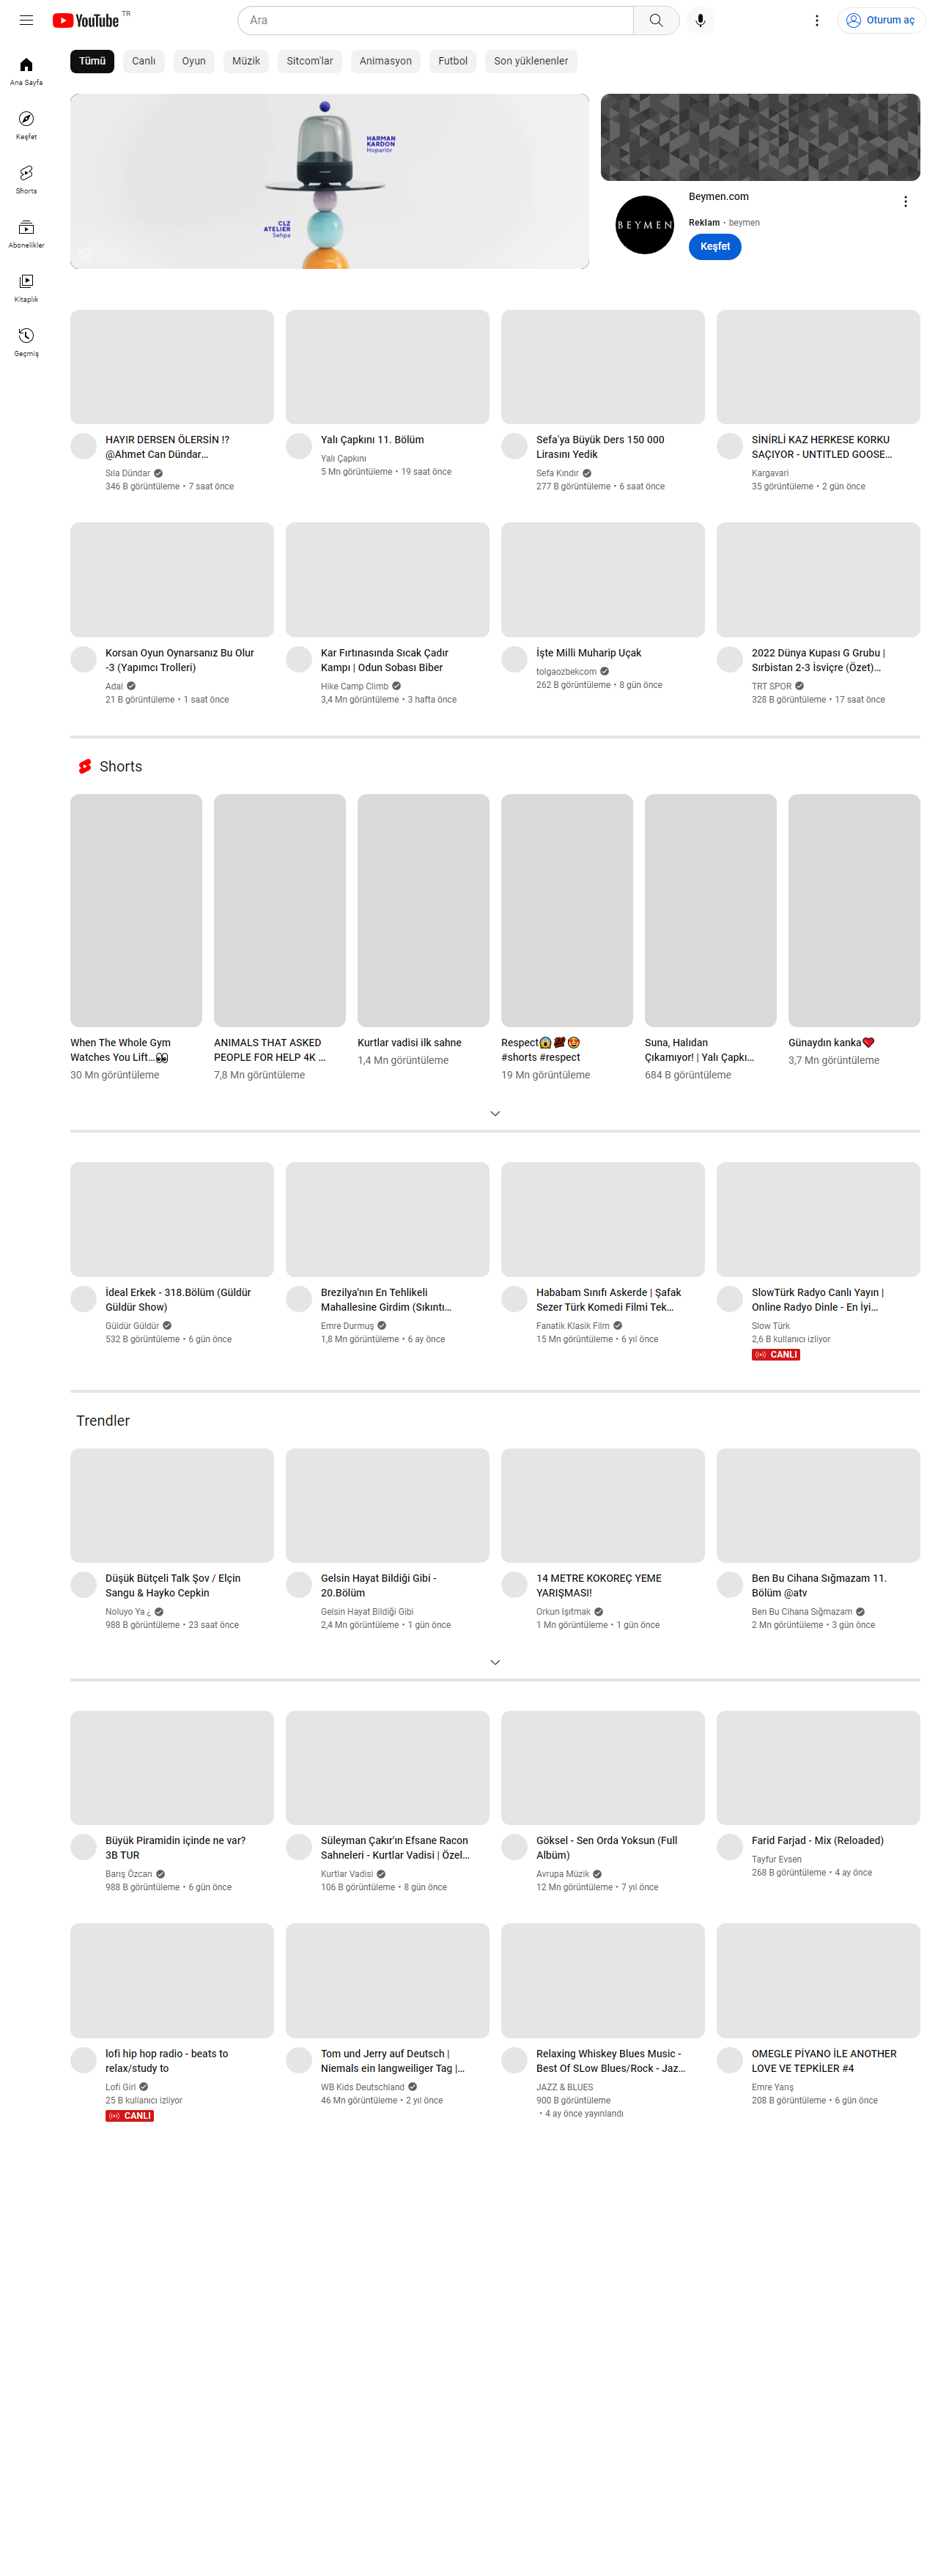 YouTube TR
Ara
Oturum aç
Ana Sayfa
Keşfet
Shorts
Abonelikler
Kitaplık
Geçmiş
Tümü
Canlı
Oyun
Müzik
Sitcom'lar
Animasyon
Futbol
Son yüklenenler
HARMAN
KARDON
Hoparlör
CLZ
ATELIER
Sehpa
BEYMEN
Beymen.com
Reklam • beymen
Keşfet
HAYIR DERSEN ÖLERSİN !?
@Ahmet Can Dündar…
Sıla Dündar
346 B görüntüleme • 7 saat önce
Yalı Çapkını 11. Bölüm
Yalı Çapkını
5 Mn görüntüleme • 19 saat önce
Sefa'ya Büyük Ders 150 000
Lirasını Yedik
Sefa Kındır
277 B görüntüleme • 6 saat önce
SİNİRLİ KAZ HERKESE KORKU
SAÇIYOR - UNTITLED GOOSE…
Kargavari
35 görüntüleme • 2 gün önce
Korsan Oyun Oynarsanız Bu Olur
-3 (Yapımcı Trolleri)
Adal
21 B görüntüleme • 1 saat önce
Kar Fırtınasında Sıcak Çadır
Kampı | Odun Sobası Biber
Hike Camp Climb
3,4 Mn görüntüleme • 3 hafta önce
İşte Milli Muharip Uçak
tolgaozbekcom
262 B görüntüleme • 8 gün önce
2022 Dünya Kupası G Grubu |
Sırbistan 2-3 İsviçre (Özet)…
TRT SPOR
328 B görüntüleme • 17 saat önce
Shorts
When The Whole Gym
Watches You Lift…👀
30 Mn görüntüleme
ANIMALS THAT ASKED
PEOPLE FOR HELP 4K …
7,8 Mn görüntüleme
Kurtlar vadisi ilk sahne
1,4 Mn görüntüleme
Respect😱💯🤩
#shorts #respect
19 Mn görüntüleme
Suna, Halıdan
Çıkamıyor! | Yalı Çapkı…
684 B görüntüleme
Günaydın kanka❤️
3,7 Mn görüntüleme
İdeal Erkek - 318.Bölüm (Güldür
Güldür Show)
Güldür Güldür
532 B görüntüleme • 6 gün önce
Brezilya'nın En Tehlikeli
Mahallesine Girdim (Sıkıntı…
Emre Durmuş
1,8 Mn görüntüleme • 6 ay önce
Hababam Sınıfı Askerde | Şafak
Sezer Türk Komedi Filmi Tek…
Fanatik Klasik Film
15 Mn görüntüleme • 6 yıl önce
SlowTürk Radyo Canlı Yayın |
Online Radyo Dinle - En İyi…
Slow Türk
2,6 B kullanıcı izliyor
CANLI
Trendler
Düşük Bütçeli Talk Şov / Elçin
Sangu & Hayko Cepkin
Noluyo Ya ¿
988 B görüntüleme • 23 saat önce
Gelsin Hayat Bildiği Gibi -
20.Bölüm
Gelsin Hayat Bildiği Gibi
2,4 Mn görüntüleme • 1 gün önce
14 METRE KOKOREÇ YEME
YARIŞMASI!
Orkun Işıtmak
1 Mn görüntüleme • 1 gün önce
Ben Bu Cihana Sığmazam 11.
Bölüm @atv
Ben Bu Cihana Sığmazam
2 Mn görüntüleme • 3 gün önce
Büyük Piramidin içinde ne var?
3B TUR
Barış Özcan
988 B görüntüleme • 6 gün önce
Süleyman Çakır'ın Efsane Racon
Sahneleri - Kurtlar Vadisi | Özel…
Kurtlar Vadisi
106 B görüntüleme • 8 gün önce
Göksel - Sen Orda Yoksun (Full
Albüm)
Avrupa Müzik
12 Mn görüntüleme • 7 yıl önce
Farid Farjad - Mix (Reloaded)
Tayfur Evsen
268 B görüntüleme • 4 ay önce
lofi hip hop radio - beats to
relax/study to
Lofi Girl
25 B kullanıcı izliyor
CANLI
Tom und Jerry auf Deutsch |
Niemals ein langweiliger Tag |…
WB Kids Deutschland
46 Mn görüntüleme • 2 yıl önce
Relaxing Whiskey Blues Music -
Best Of SLow Blues/Rock - Jaz…
JAZZ & BLUES
900 B görüntüleme
• 4 ay önce yayınlandı
OMEGLE PİYANO İLE ANOTHER
LOVE VE TEPKİLER #4
Emre Yarış
208 B görüntüleme • 6 gün önce